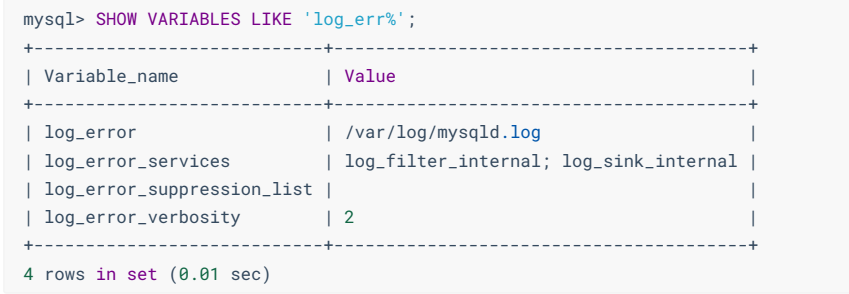 mysql> SHOW VARIABLES LIKE 'log_err%';
+----------------------------+----------------------------------------+
| Variable_name              | Value                                  |
+----------------------------+----------------------------------------+
| log_error                  | /var/log/mysqld.log                    |
| log_error_services         | log_filter_internal; log_sink_internal |
| log_error_suppression_list |                                        |
| log_error_verbosity        | 2                                      |
+----------------------------+----------------------------------------+
4 rows in set (0.01 sec)